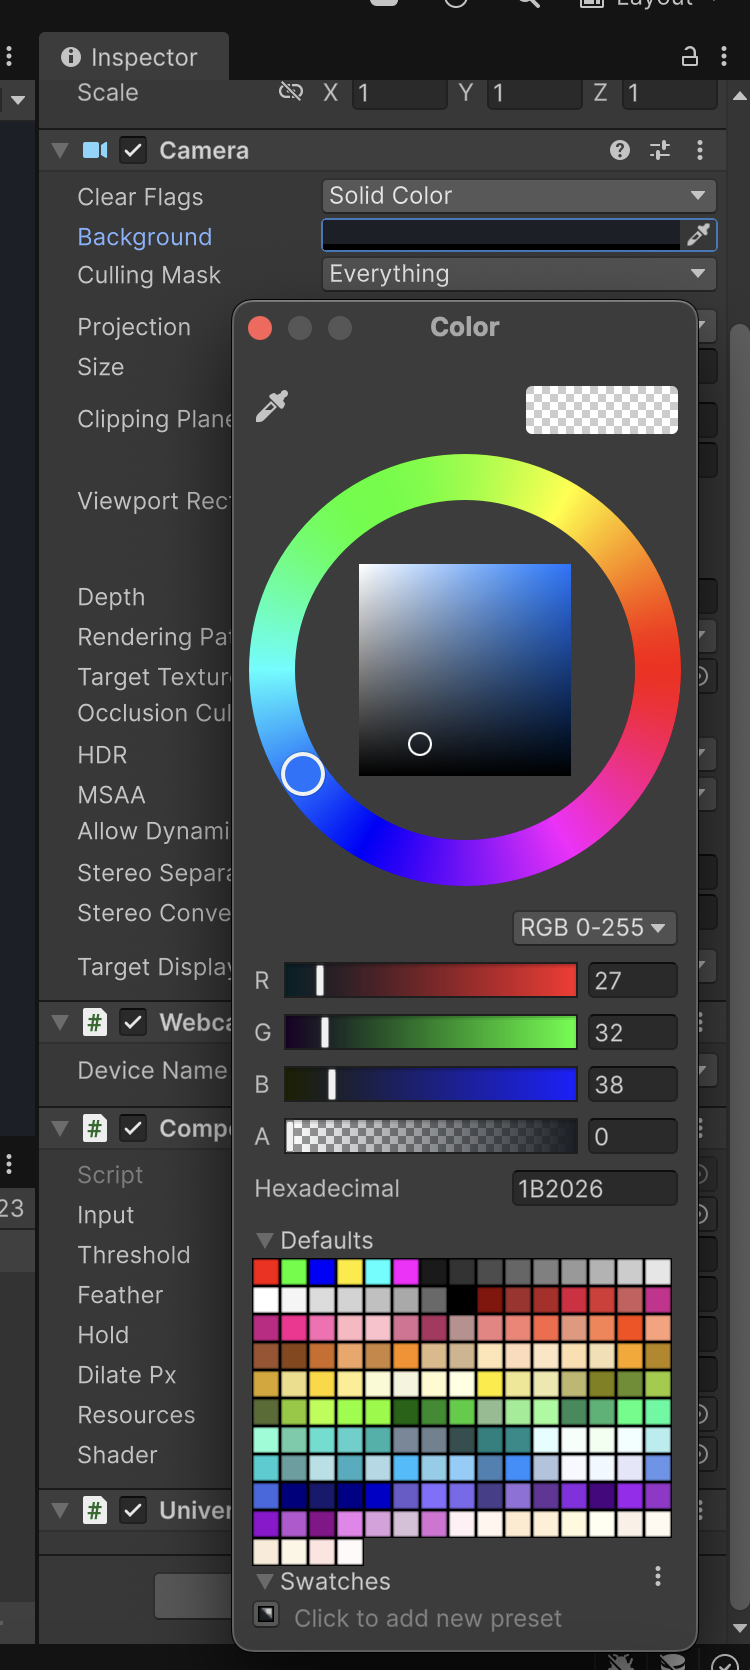 Layout
Inspector
Scale X 1 Y 1 Z 1
Camera
Clear Flags Solid Color
Background
Culling Mask Everything
Projection
Color
Size
Clipping Plane
Viewport Rect
Depth
Rendering Pa
Target Textur
Occlusion Cul
HDR
MSAA
Allow Dynami
Stereo Separa
Stereo Conve
RGB 0-255
Target Display
R 27
Webca
G 32
Device Name
B 38
Compo
A 0
Script
Hexadecimal 1B2026
23
Input
Defaults
Threshold
Feather
Hold
Dilate Px
Resources
Shader
Univer
Swatches
Click to add new preset